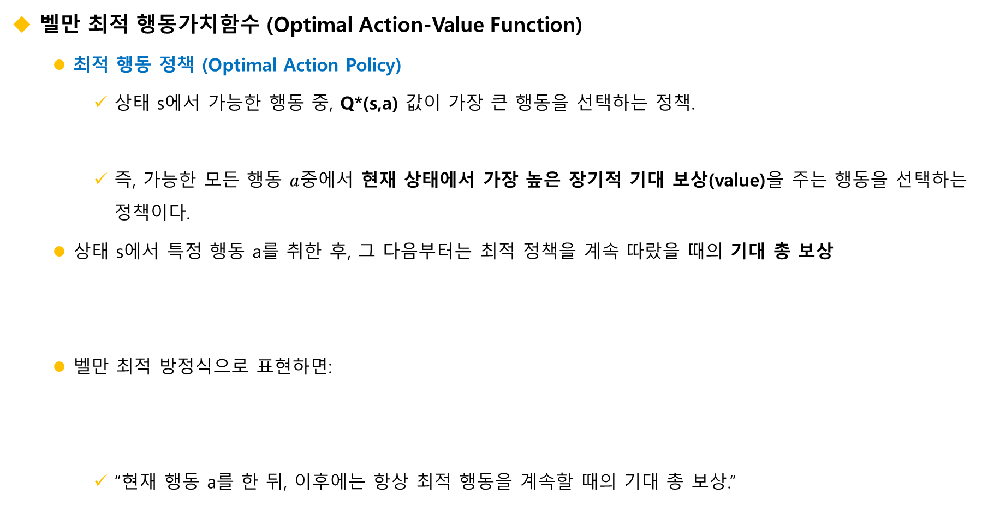 벨만 최적 행동가치함수 (Optimal Action-Value Function)
최적 행동 정책 (Optimal Action Policy)
상태 s에서 가능한 행동 중, Q*(s,a) 값이 가장 큰 행동을 선택하는 정책.
즉, 가능한 모든 행동 𝑎중에서 현재 상태에서 가장 높은 장기적 기대 보상(value)을 주는 행동을 선택하는
정책이다.
상태 s에서 특정 행동 a를 취한 후, 그 다음부터는 최적 정책을 계속 따랐을 때의 기대 총 보상
벨만 최적 방정식으로 표현하면:
“현재 행동 a를 한 뒤, 이후에는 항상 최적 행동을 계속할 때의 기대 총 보상.”